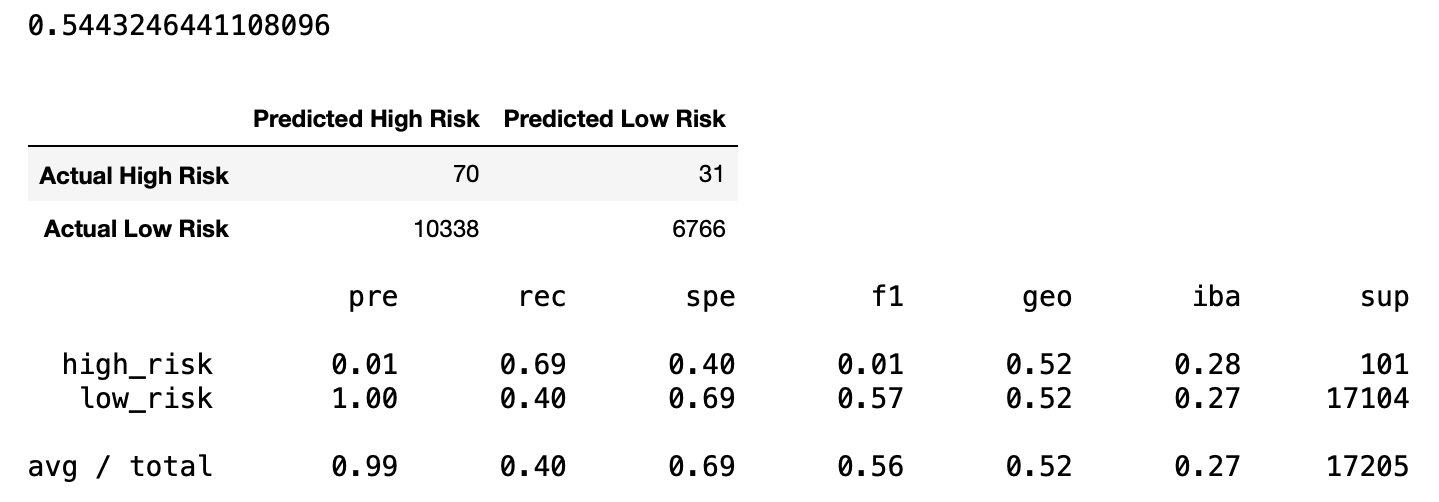 0.5443246441108096
Predicted High Risk Predicted Low Risk
Actual High Risk 70 31
Actual Low Risk 10338 6766
pre rec spe f1 geo iba sup
high_risk 0.01 0.69 0.40 0.01 0.52 0.28 101
low_risk 1.00 0.40 0.69 0.57 0.52 0.27 17104
avg / total 0.99 0.40 0.69 0.56 0.52 0.27 17205